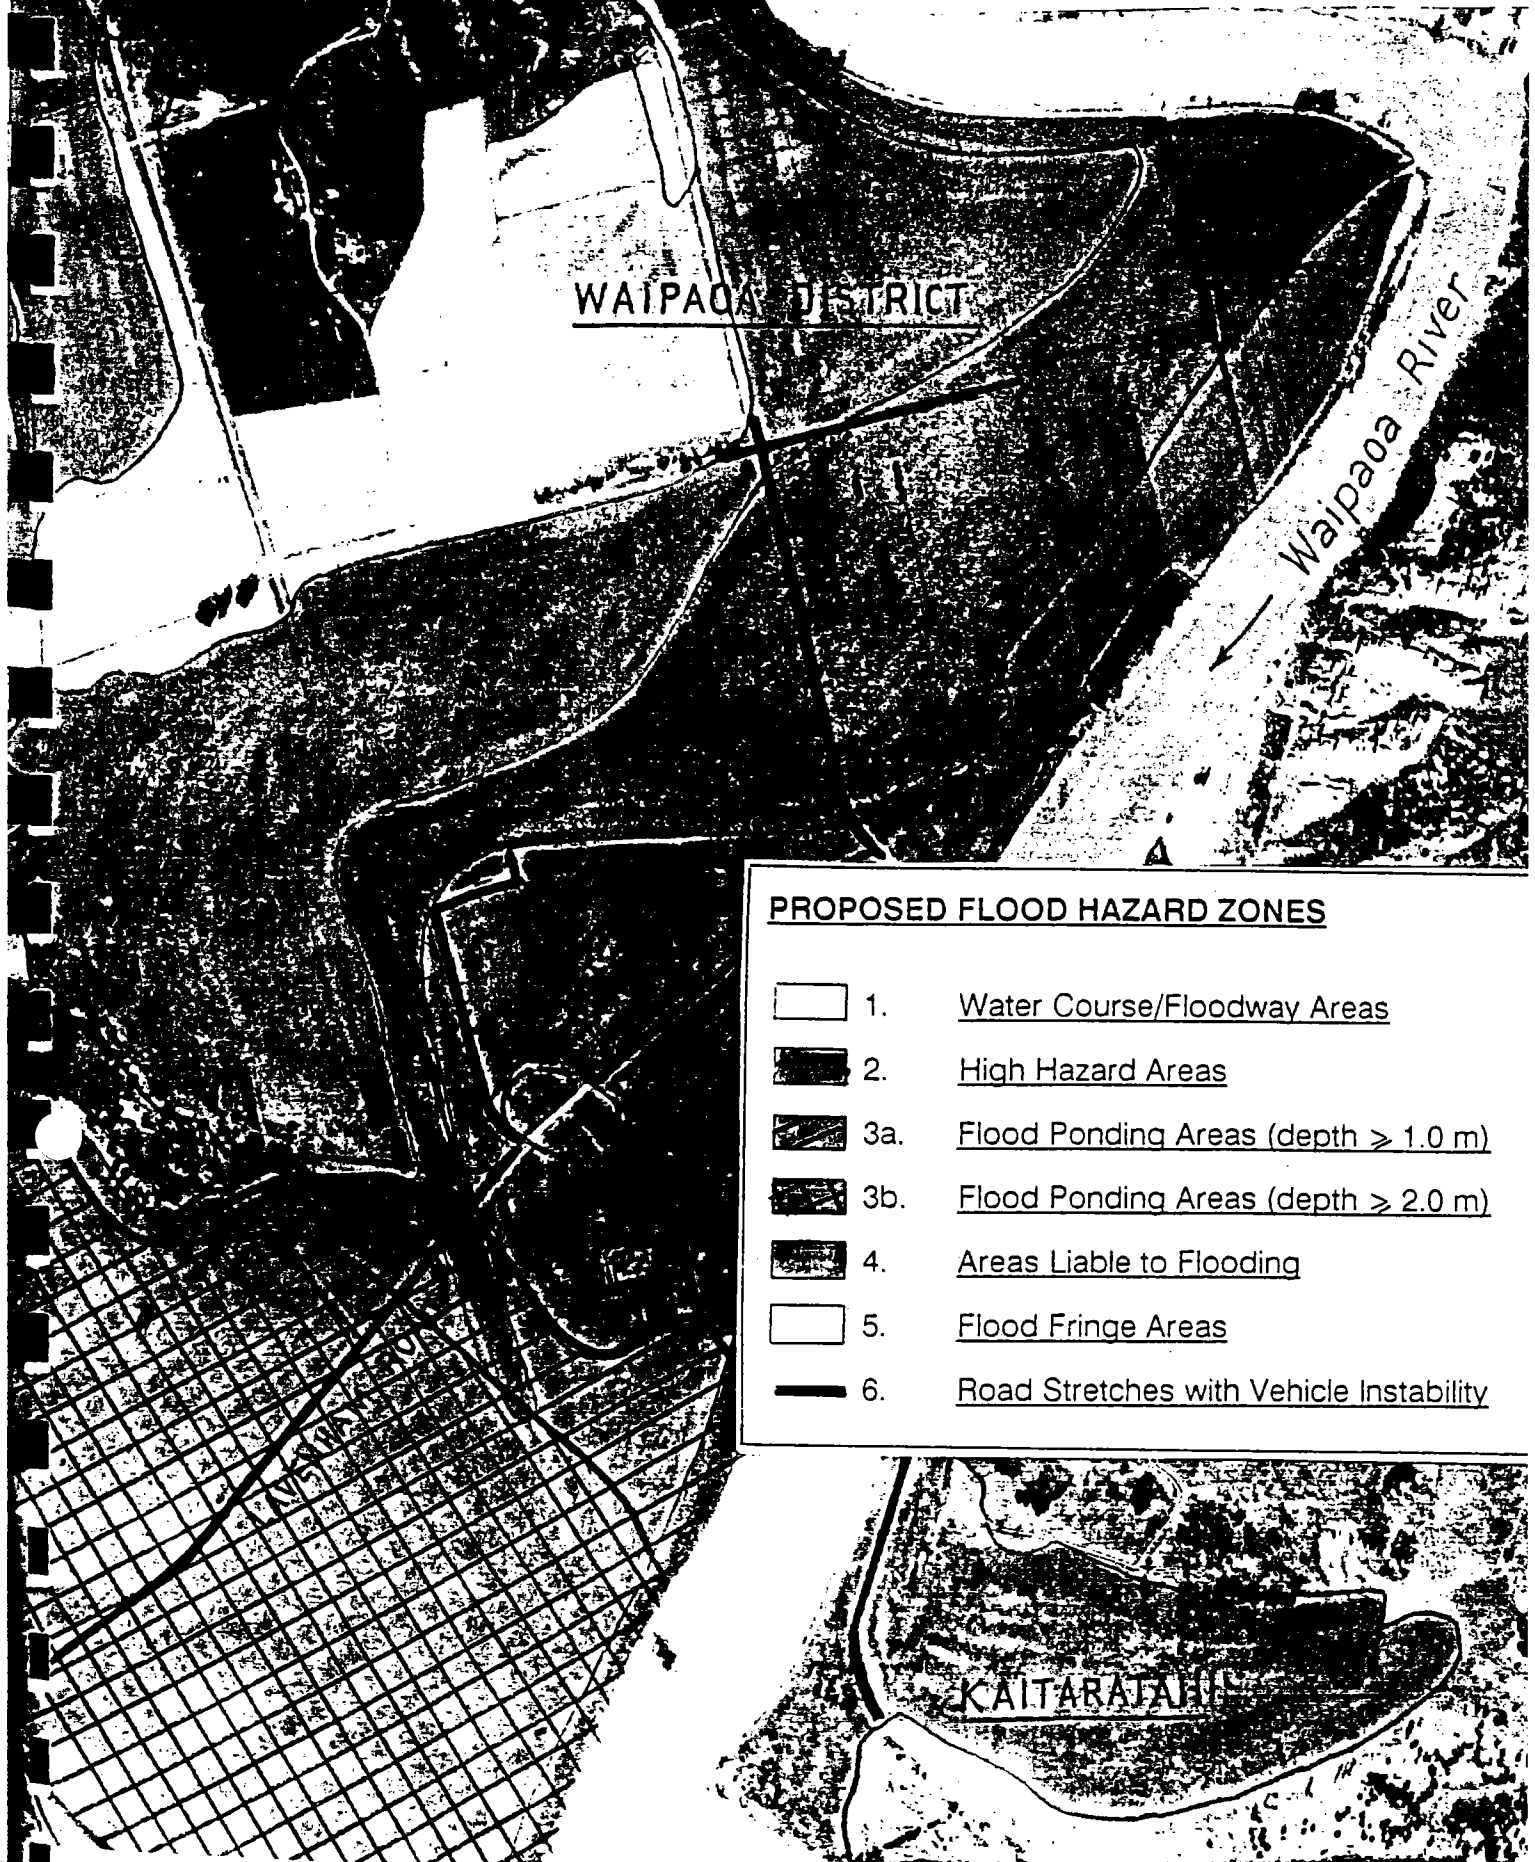 WAIPAOA DISTRICT
Waipaoa River
PROPOSED FLOOD HAZARD ZONES
1. Water Course/Floodway Areas
2. High Hazard Areas
3a. Flood Ponding Areas (depth ⩾ 1.0 m)
3b. Flood Ponding Areas (depth ⩾ 2.0 m)
4. Areas Liable to Flooding
5. Flood Fringe Areas
6. Road Stretches with Vehicle Instability
KAITARATAHI